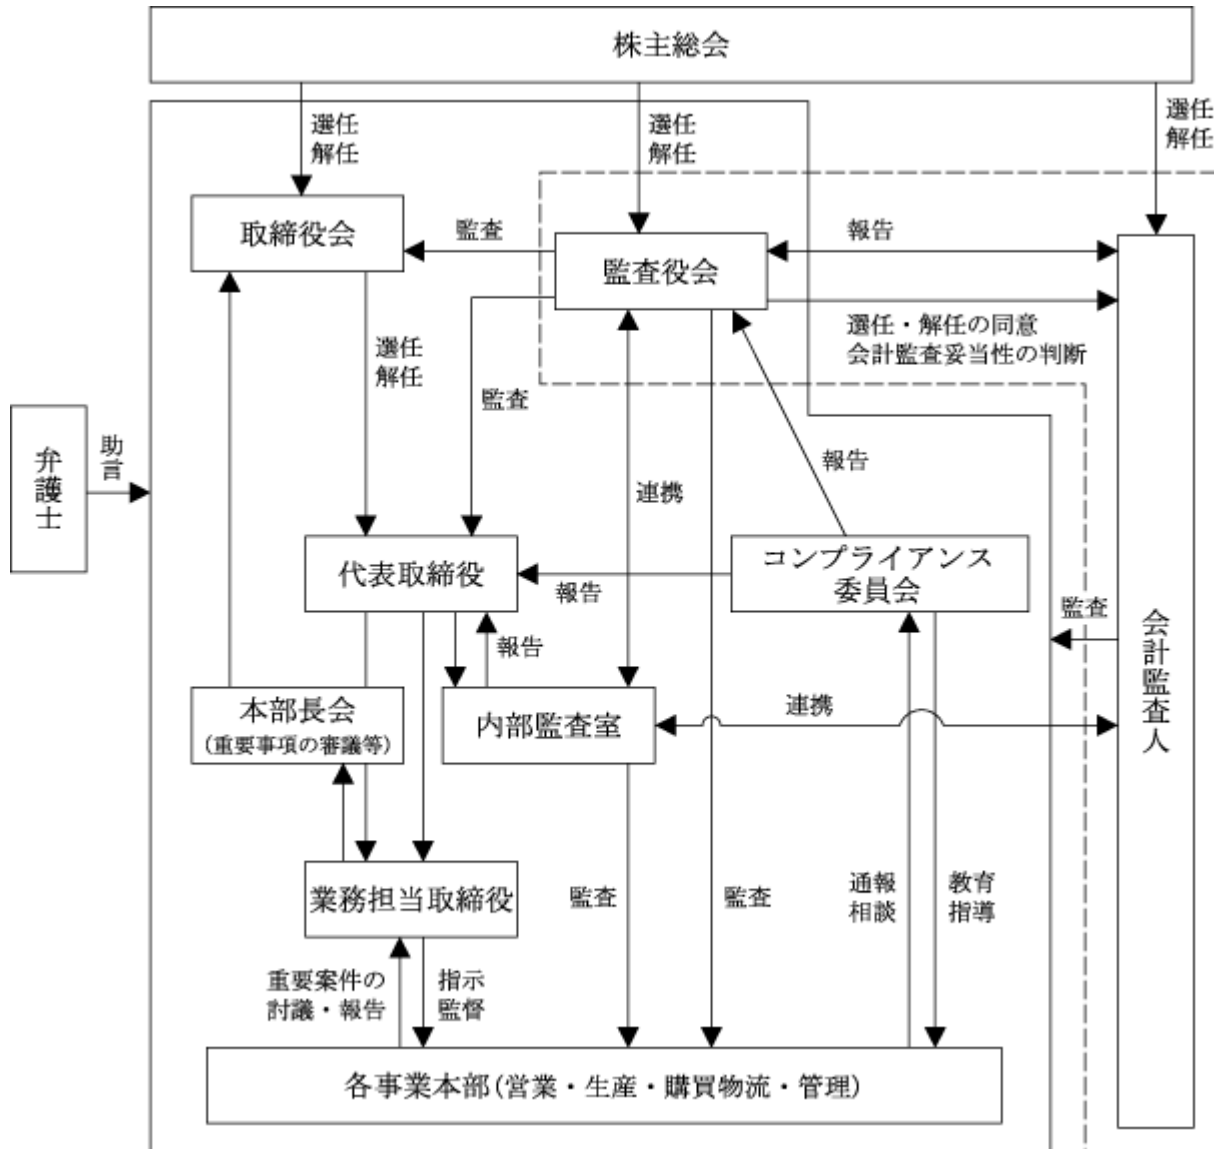 株主総会
選任
解任
選任
解任
選任
解任
取締役会
監査
監査役会
報告
選任・解任の同意
会計監査妥当性の判断
選任
解任
監査
弁護士
助言
連携
報告
代表取締役
報告
コンプライアンス
委員会
監査
会計監査人
報告
本部長会
(重要事項の審議等)
内部監査室
連携
業務担当取締役
監査
監査
通報
相談
教育
指導
重要案件の
討議・報告
指示
監督
各事業本部(営業・生産・購買物流・管理)